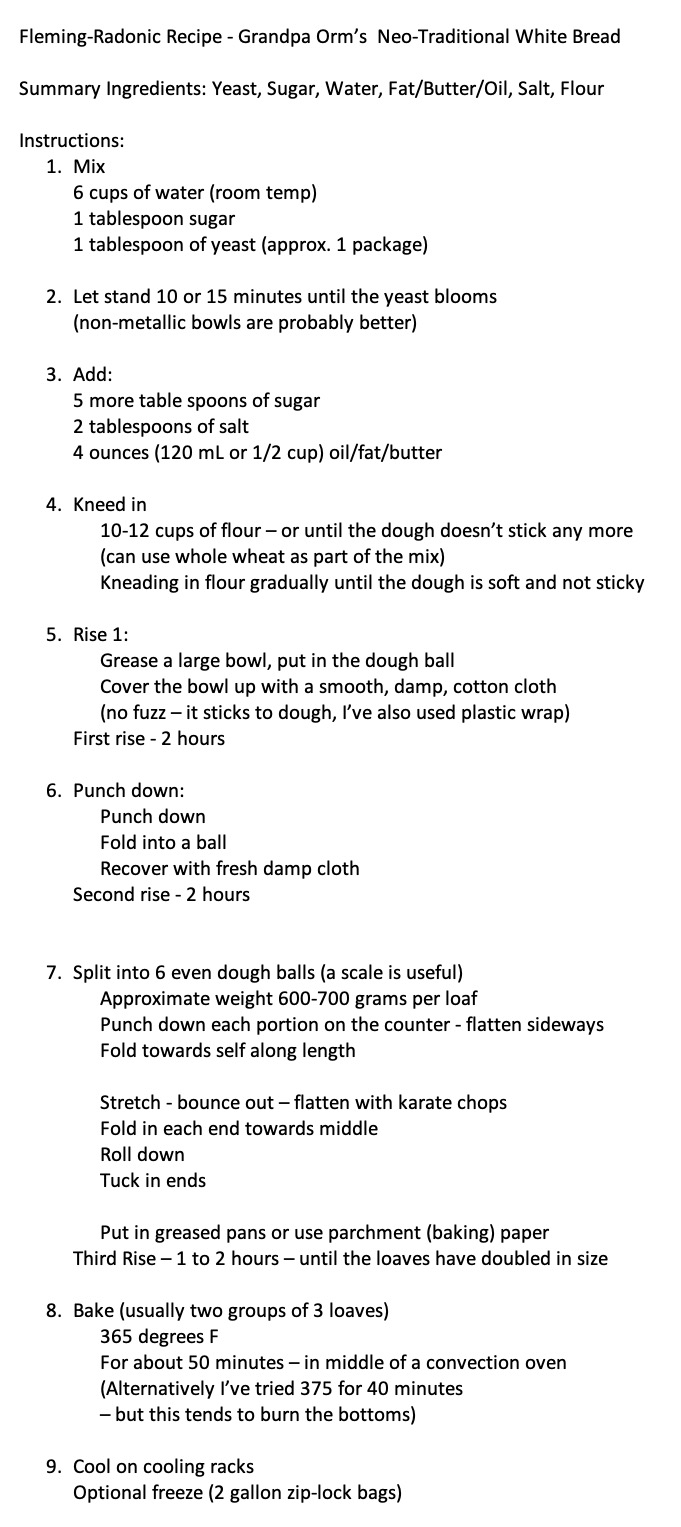 Fleming-Radonic Recipe - Grandpa Orm’s  Neo-Traditional White Bread
Summary Ingredients: Yeast, Sugar, Water, Fat/Butter/Oil, Salt, Flour
Instructions:
1. Mix
6 cups of water (room temp)
1 tablespoon sugar
1 tablespoon of yeast (approx. 1 package)
2. Let stand 10 or 15 minutes until the yeast blooms
(non-metallic bowls are probably better)
3. Add:
5 more table spoons of sugar
2 tablespoons of salt
4 ounces (120 mL or 1/2 cup) oil/fat/butter
4. Kneed in
10-12 cups of flour – or until the dough doesn’t stick any more
(can use whole wheat as part of the mix)
Kneading in flour gradually until the dough is soft and not sticky
5. Rise 1:
Grease a large bowl, put in the dough ball
Cover the bowl up with a smooth, damp, cotton cloth
(no fuzz – it sticks to dough, I’ve also used plastic wrap)
First rise - 2 hours
6. Punch down:
Punch down
Fold into a ball
Recover with fresh damp cloth
Second rise - 2 hours
7. Split into 6 even dough balls (a scale is useful)
Approximate weight 600-700 grams per loaf
Punch down each portion on the counter - flatten sideways
Fold towards self along length
Stretch - bounce out – flatten with karate chops
Fold in each end towards middle
Roll down
Tuck in ends
Put in greased pans or use parchment (baking) paper
Third Rise – 1 to 2 hours – until the loaves have doubled in size
8. Bake (usually two groups of 3 loaves)
365 degrees F
For about 50 minutes – in middle of a convection oven
(Alternatively I’ve tried 375 for 40 minutes
– but this tends to burn the bottoms)
9. Cool on cooling racks
Optional freeze (2 gallon zip-lock bags)